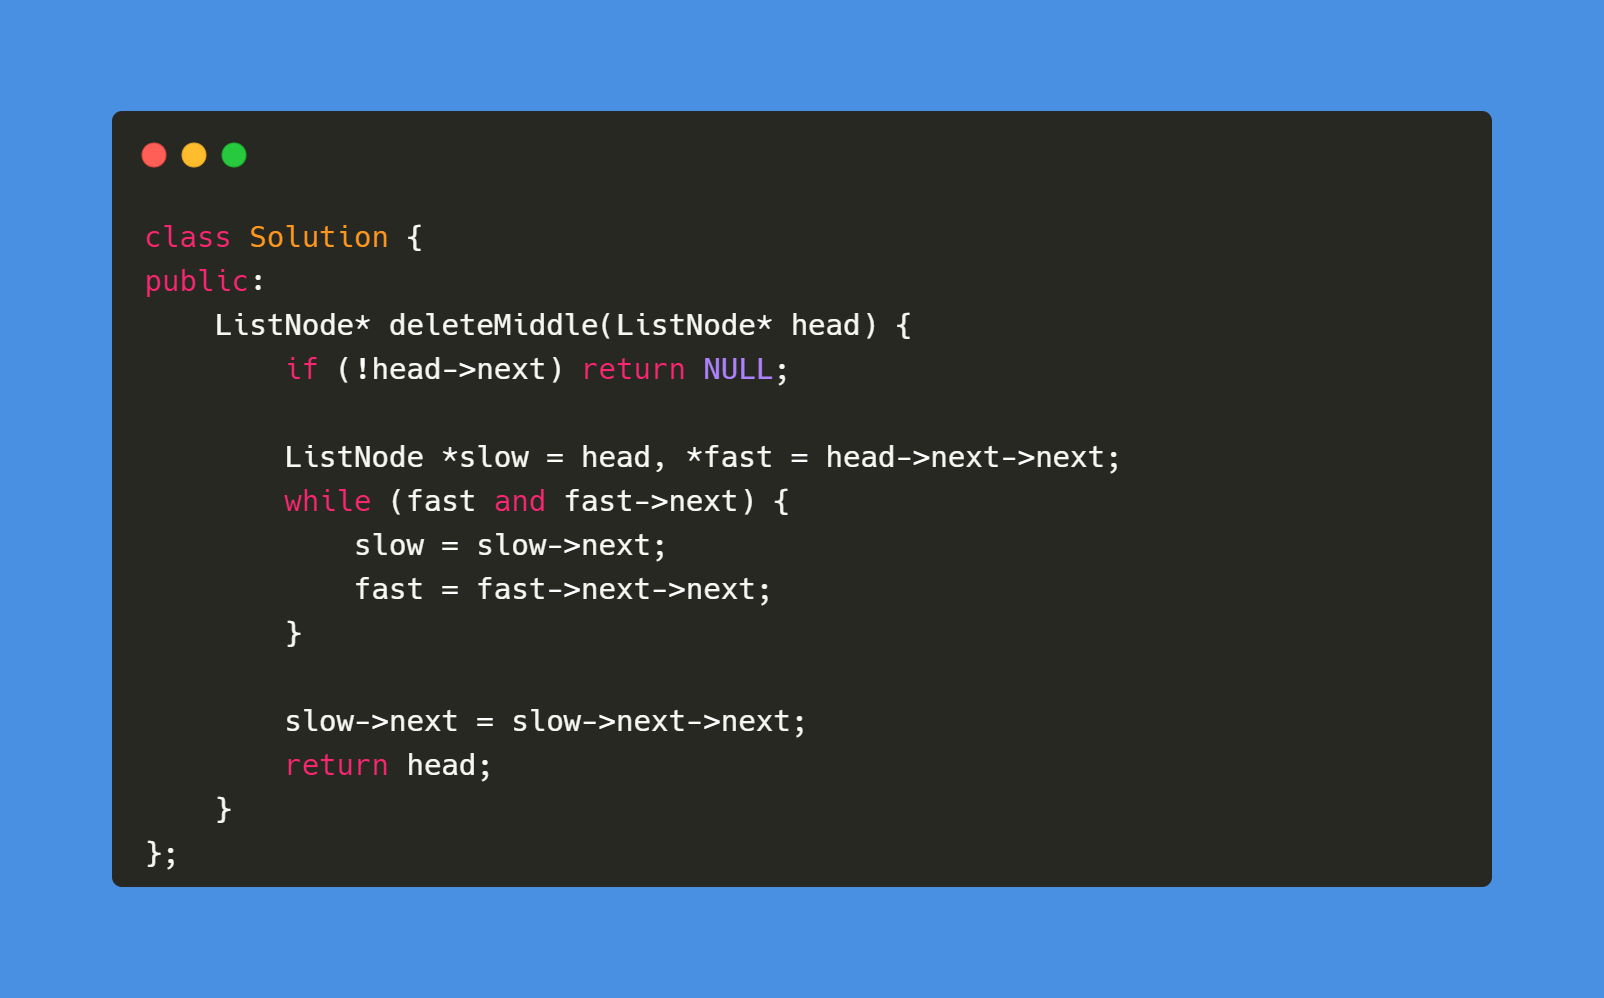 class Solution {
public:
    ListNode* deleteMiddle(ListNode* head) {
        if (!head->next) return NULL;

        ListNode *slow = head, *fast = head->next->next;
        while (fast and fast->next) {
            slow = slow->next;
            fast = fast->next->next;
        }

        slow->next = slow->next->next;
        return head;
    }
};